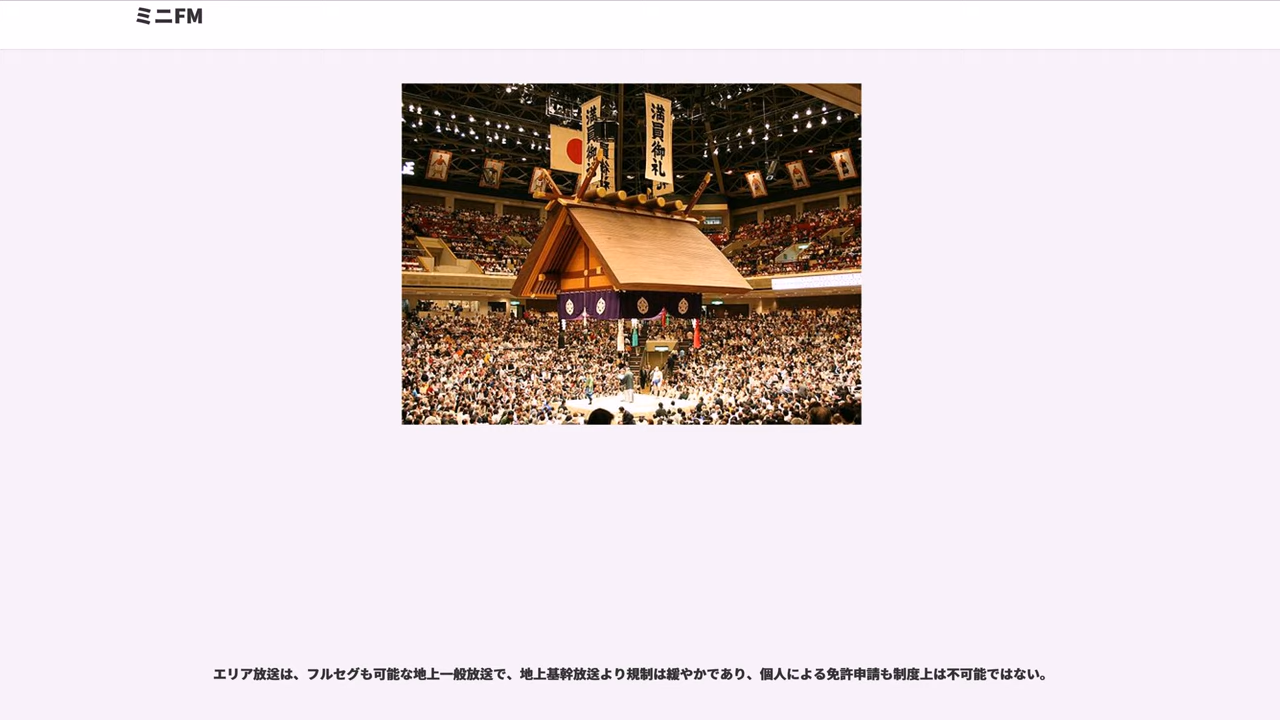 ミニFM
満員御礼
エリア放送は、フルセグも可能な地上一般放送で、地上基幹放送より規制は緩やかであり、個人による免許申請も制度上は不可能ではない。